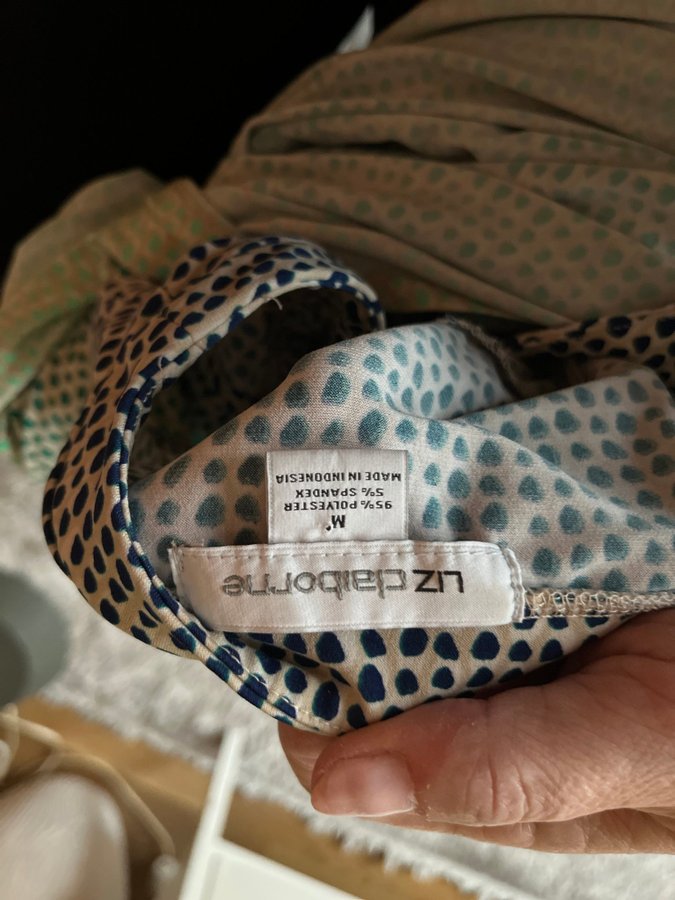 LIZ claiborne
M
95% POLYESTER
5% SPANDEX
MADE IN INDONESIA